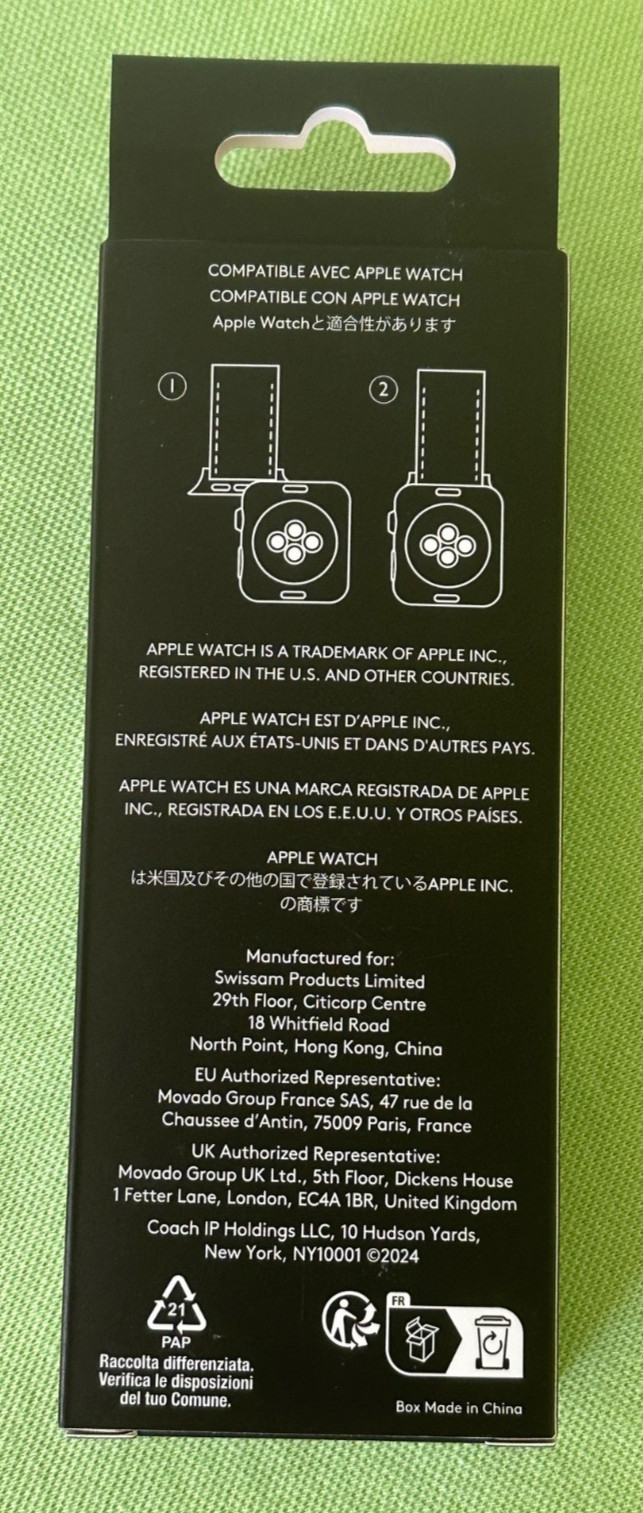 COMPATIBLE AVEC APPLE WATCH
COMPATIBLE CON APPLE WATCH
Apple Watchと適合性があります
1
2
APPLE WATCH IS A TRADEMARK OF APPLE INC.,
REGISTERED IN THE U.S. AND OTHER COUNTRIES.
APPLE WATCH EST D'APPLE INC.,
ENREGISTRÉ AUX ÉTATS-UNIS ET DANS D'AUTRES PAYS.
APPLE WATCH ES UNA MARCA REGISTRADA DE APPLE
INC., REGISTRADA EN LOS E.E.U.U. Y OTROS PAÍSES.
APPLE WATCH
は米国及びその他の国で登録されているAPPLE INC.
の商標です
Manufactured for:
Swissam Products Limited
29th Floor, Citicorp Centre
18 Whitfield Road
North Point, Hong Kong, China
EU Authorized Representative:
Movado Group France SAS, 47 rue de la
Chaussee d'Antin, 75009 Paris, France
UK Authorized Representative:
Movado Group UK Ltd., 5th Floor, Dickens House
1 Fetter Lane, London, EC4A 1BR, United Kingdom
Coach IP Holdings LLC, 10 Hudson Yards,
New York, NY10001 ©2024
21
PAP
Raccolta differenziata.
Verifica le disposizioni
del tuo Comune.
FR
Box Made in China